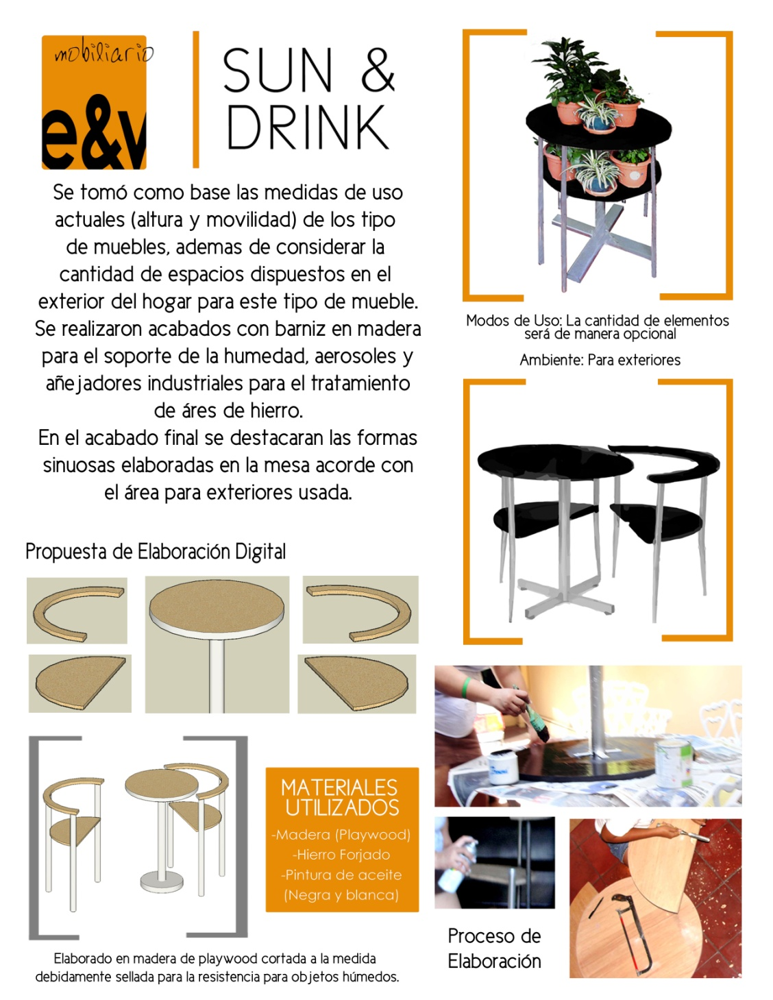 mobiliario
e&v
SUN &
DRINK
Se tomó como base las medidas de uso
actuales (altura y movilidad) de los tipo
de muebles, ademas de considerar la
cantidad de espacios dispuestos en el
exterior del hogar para este tipo de mueble.
Se realizaron acabados con barniz en madera
para el soporte de la humedad, aerosoles y
añejadores industriales para el tratamiento
de áres de hierro.
En el acabado final se destacaran las formas
sinuosas elaboradas en la mesa acorde con
el área para exteriores usada.
Modos de Uso: La cantidad de elementos
será de manera opcional
Ambiente: Para exteriores
Propuesta de Elaboración Digital
MATERIALES
UTILIZADOS
-Madera (Playwood)
-Hierro Forjado
-Pintura de aceite
(Negra y blanca)
Elaborado en madera de playwood cortada a la medida
debidamente sellada para la resistencia para objetos húmedos.
Proceso de
Elaboración